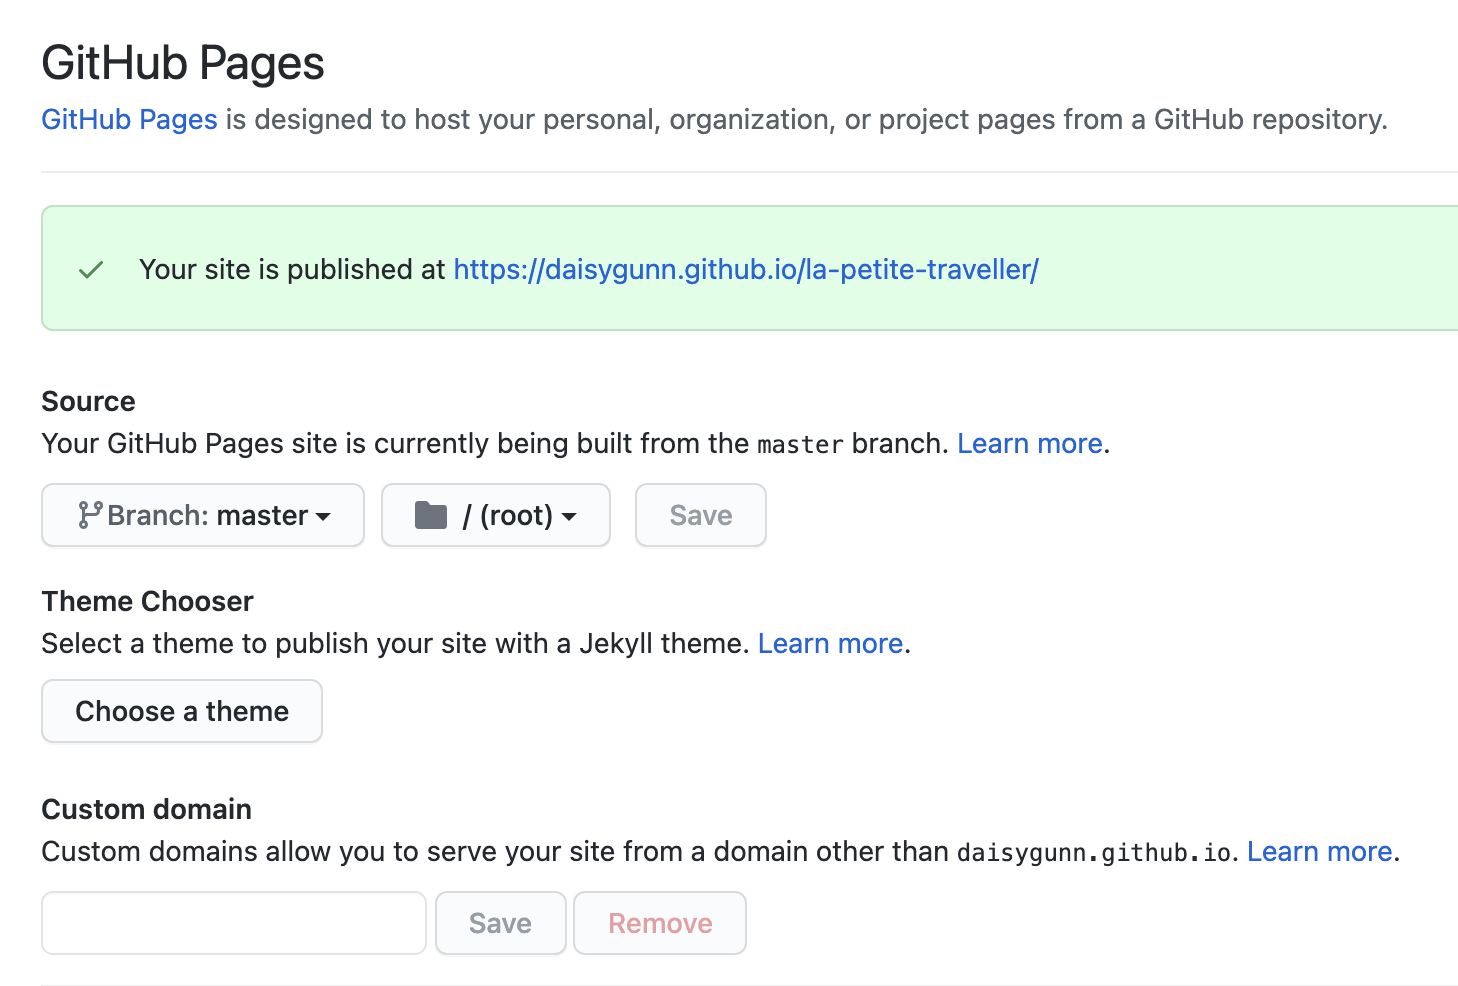 GitHub Pages
GitHub Pages is designed to host your personal, organization, or project pages from a GitHub repository.
Your site is published at https://daisygunn.github.io/la-petite-traveller/
Source
Your GitHub Pages site is currently being built from the master branch. Learn more.
Branch: master / (root) Save
Theme Chooser
Select a theme to publish your site with a Jekyll theme. Learn more.
Choose a theme
Custom domain
Custom domains allow you to serve your site from a domain other than daisygunn.github.io. Learn more.
Save Remove